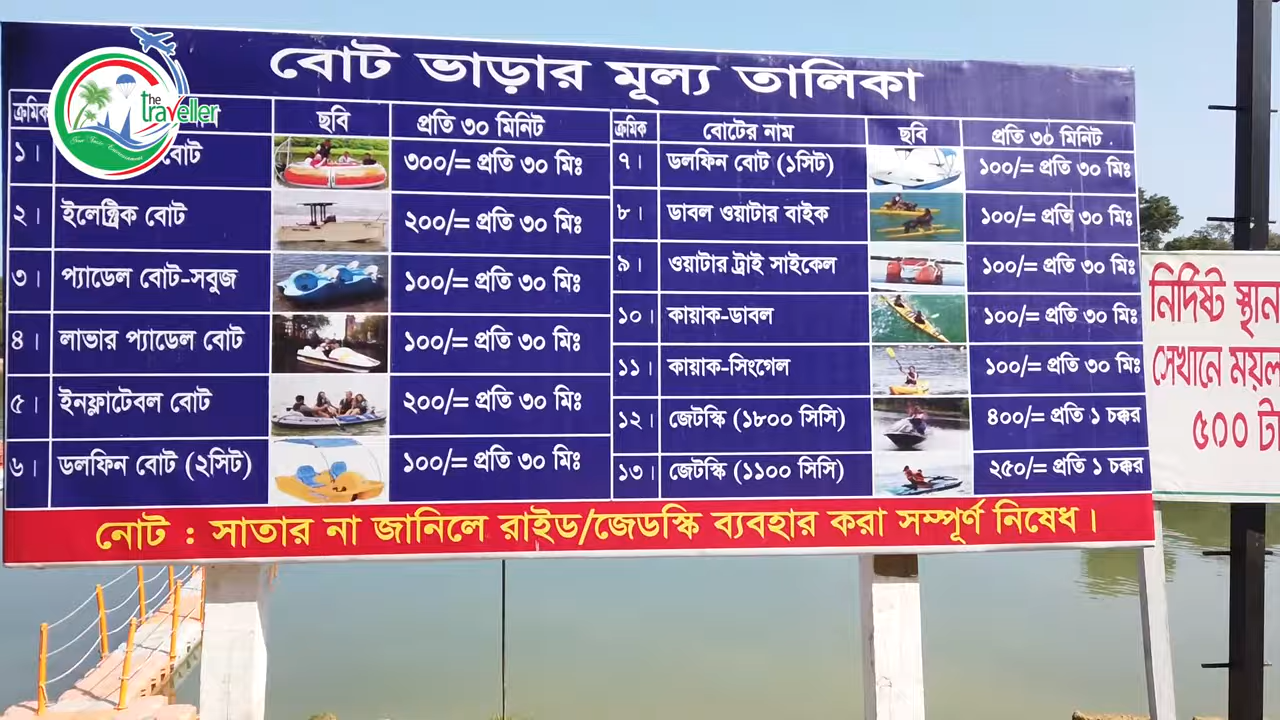 The
traveller
বোট ভাড়ার মূল্য তালিকা
ক্রমিক ছবি প্রতি ৩০ মিনিট
১। বোট ৩০০/= প্রতি ৩০ মিঃ
২। ইলেক্ট্রিক বোট ২০০/= প্রতি ৩০ মিঃ
৩। প্যাডেল বোট-সবুজ ১০০/= প্রতি ৩০ মিঃ
৪। লাভার প্যাডেল বোট ১০০/= প্রতি ৩০ মিঃ
৫। ইনফ্লাটেবল বোট ২০০/= প্রতি ৩০ মিঃ
৬। ডলফিন বোট (২সিট) ১০০/= প্রতি ৩০ মিঃ
ক্রমিক বোটের নাম ছবি প্রতি ৩০ মিনিট
৭। ডলফিন বোট (১সিট) ১০০/= প্রতি ৩০ মিঃ
৮। ডাবল ওয়াটার বাইক ১০০/= প্রতি ৩০ মিঃ
৯। ওয়াটার ট্রাই সাইকেল ১০০/= প্রতি ৩০ মিঃ
১০। কায়াক-ডাবল ১০০/= প্রতি ৩০ মিঃ
১১। কায়াক-সিংগেল ১০০/= প্রতি ৩০ মিঃ
১২। জেটস্কি (১৮০০ সিসি) ৪০০/= প্রতি ১ চক্কর
১৩। জেটস্কি (১১০০ সিসি) ২৫০/= প্রতি ১ চক্কর
নোট : সাতার না জানিলে রাইড/জেডস্কি ব্যবহার করা সম্পূর্ণ নিষেধ।
নির্দিষ্ট স্থান
সেখানে ময়ল
৫০০ টা